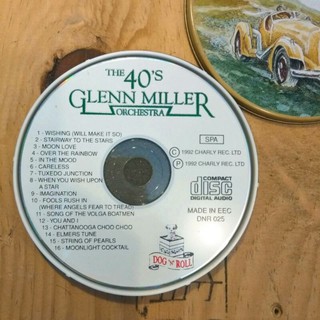 THE 40'S
GLENN MILLER
ORCHESTRA
1 - WISHING (WILL MAKE IT SO)
2 - STAIRWAY TO THE STARS
3 - MOON LOVE
4 - OVER THE RAINBOW
5 - IN THE MOOD
6 - CARELESS
7 - TUXEDO JUNCTION
8 - WHEN YOU WISH UPON
A STAR
9 - IMAGINATION
10 - FOOLS RUSH IN
(WHERE ANGELS FEAR TO TREAD)
11 - SONG OF THE VOLGA BOATMEN
12 - YOU AND I
13 - CHATTANOOGA CHOO CHOO
14 - ELMERS TUNE
15 - STRING OF PEARLS
16 - MOONLIGHT COCKTAIL
SPA
C 1992 CHARLY REC. LTD
P 1992 CHARLY REC. LTD
COMPACT
disc
DIGITAL AUDIO
MADE IN EEC
DNR 025
DOG 'N' ROLL